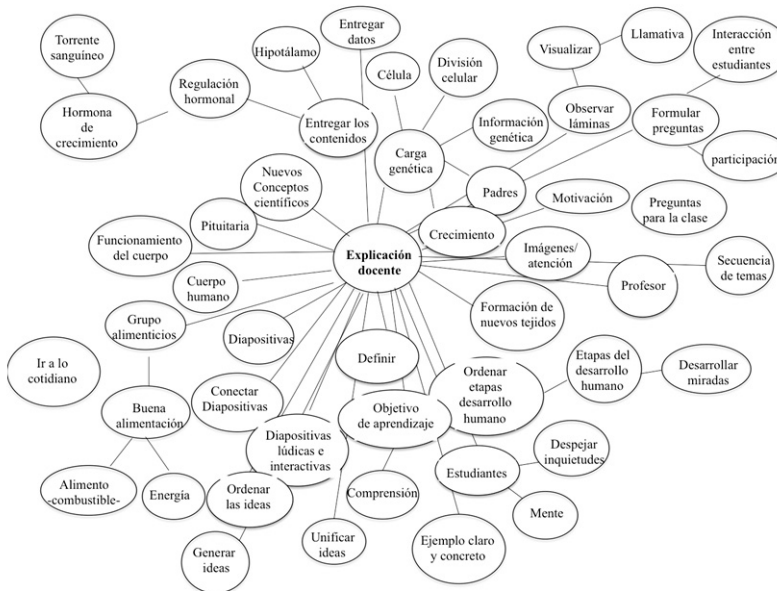 Entregar
datos
Torrente
sanguíneo
Hipotálamo
Visualizar
Llamativa
Interacción
entre
estudiantes
Célula
División
celular
Regulación
hormonal
Hormona
de
crecimiento
Entregar los
contenidos
Información
genética
Observar
láminas
Formular
preguntas
Carga
genética
participación
Nuevos
Conceptos
científicos
Padres
Motivación
Preguntas
para la clase
Pituitaria
Crecimiento
Funcionamiento
del cuerpo
Explicación
docente
Imágenes/
atención
Secuencia
de temas
Cuerpo
humano
Profesor
Grupo
alimenticios
Diapositivas
Formación de
nuevos tejidos
Ir a lo
cotidiano
Definir
Ordenar
etapas
desarrollo
humano
Etapas del
desarrollo
humano
Desarrollar
miradas
Buena
alimentación
Conectar
Diapositivas
Objetivo
de aprendizaje
Diapositivas
lúdicas e
interactivas
Despejar
inquietudes
Estudiantes
Alimento
-combustible-
Energía
Ordenar
las ideas
Comprensión
Mente
Generar
ideas
Unificar
ideas
Ejemplo claro
y concreto